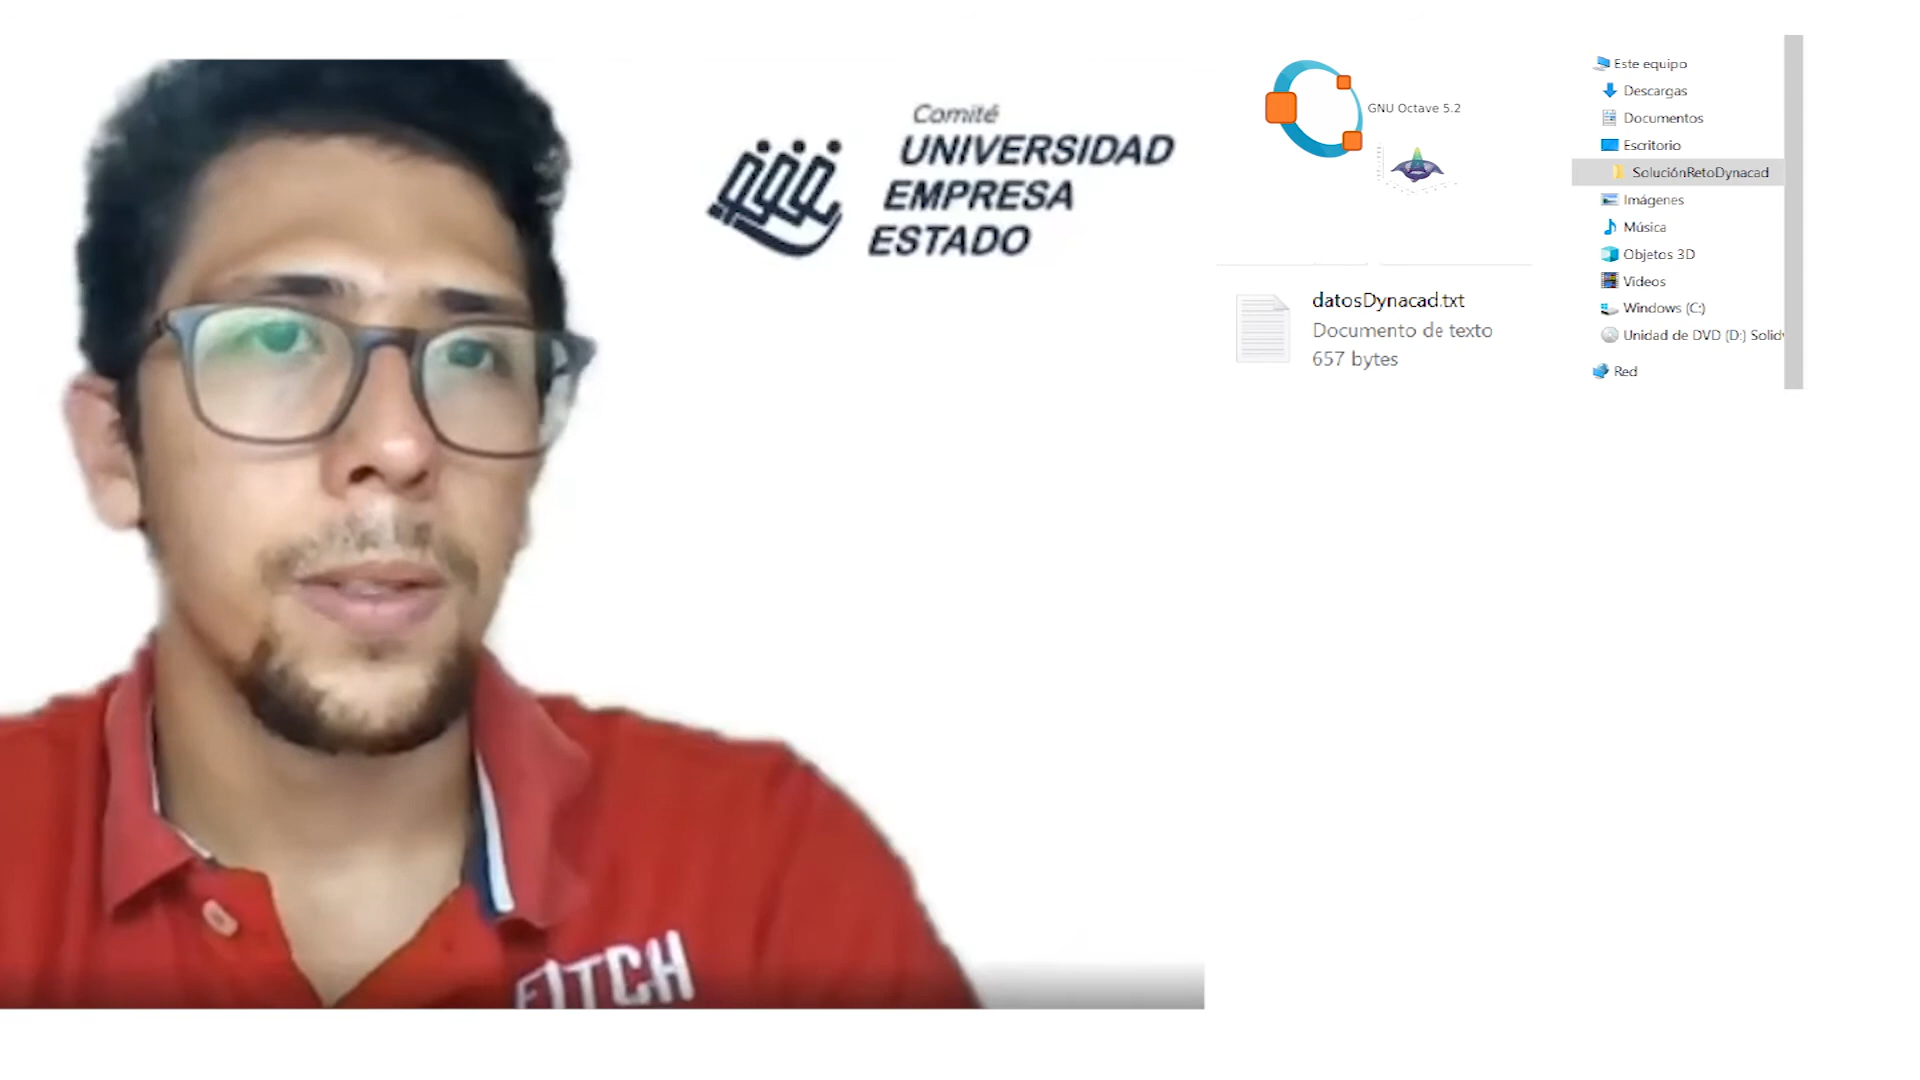 Comité
UNIVERSIDAD
EMPRESA
ESTADO
GNU Octave 5.2
datosDynacad.txt
Documento de texto
657 bytes
Este equipo
Descargas
Documentos
Escritorio
SoluciónRetoDynacad
Imágenes
Música
Objetos 3D
Videos
Windows (C:)
Unidad de DVD (D:) Solid
Red
FITCH